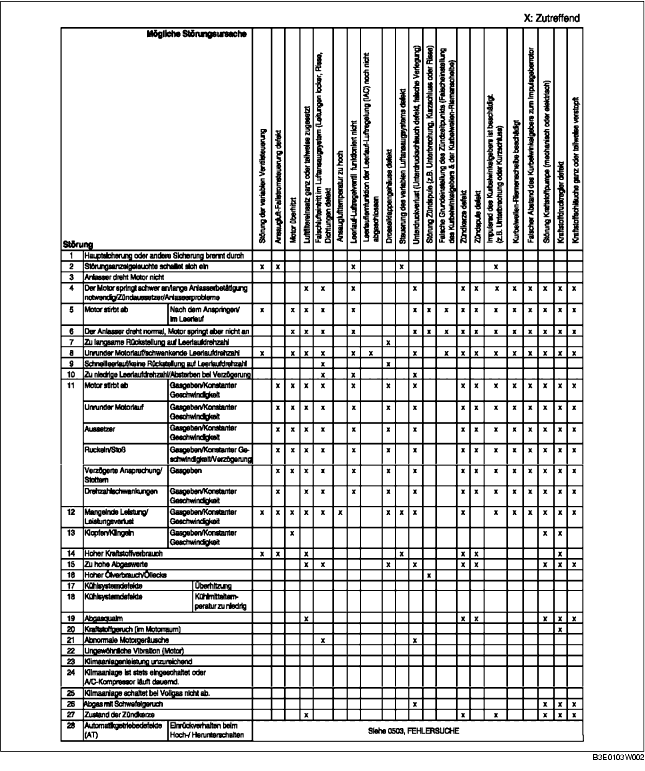 X: Zutreffend
Mögliche Störungsursache
Störung der variablen Ventilsteuerung
Ansaugluft-Fallstromsteuerung defekt
Motor überhitzt
Luftfiltereinsatz ganz oder teilweise zugesetzt
Falschlufteintritt im Luftansaugsystem (Leitungen locker, Risse,
Dichtungen defekt
Ansauglufttemperatur zu hoch
Leerlauf-Luftregelventil funktioniert nicht
Leerlauflernfunktion der Leerlauf-Luftregelung (IAC) noch nicht
abgeschlossen
Drosselklappengehäuse defekt
Steuerung des variablen Luftansaugsystems defekt
Unterdruckverlust (Unterdruckschlauch defekt, falsche Verlegung)
Störung Zündspule (z.B. Unterbrechung, Kurzschluss oder Risse)
Falsche Grundeinstellung des Zündzeitpunkts (Falscheinstellung
des Kurbelwinkelgebers & der Kurbelwellen-Riemenscheibe)
Zündkerze defekt
Zündspule defekt
Impulsrad des Kurbelwinkelgebers ist beschädigt
(z.B. Unterbrechung oder Kurzschluss)
Kurbelwellen-Riemenscheibe beschädigt
Falscher Abstand des Kurbelwinkelgebers zum Impulsgeberrotor
Störung Kraftstoffpumpe (mechanisch oder elektrisch)
Kraftstoffdruckregler defekt
Kraftstoffschläuche ganz oder teilweise verstopft
Störung
1 Hauptsicherung oder andere Sicherung brennt durch
2 Störungsanzeigeleuchte schaltet sich ein x x x x x
3 Anlasser dreht Motor nicht
4 Der Motor springt schwer an/lange Anlasserbetätigung x x x x x x x x x x x x
notwendig/Zündaussetzer/Anlasserprobleme
5 Motor stirbt ab Nach dem Anspringen/ x x x x x x x x x x x x x x x x
im Leerlauf
6 Der Anlasser dreht normal, Motor springt aber nicht an x x x x x x x x x x x x x x x
7 Zu langsame Rückstellung auf Leerlaufdrehzahl x
8 Unrunder Motorlauf/schwankende Leerlaufdrehzahl x x x x x x x x x x x x x x x x x
9 Schnelleerlauf/keine Rückstellung auf Leerlaufdrehzahl x x
10 Zu niedrige Leerlaufdrehzahl/Absterben bei Verzögerung x x x
11 Motor stirbt ab Gasgeben/Konstanter x x x x x x x x x x x x x x x
Geschwindigkeit
Unrunder Motorlauf Gasgeben/Konstanter x x x x x x x x x x x x x x x
Geschwindigkeit
Aussetzer Gasgeben/Konstanter x x x x x x x x x x x x x x x
Geschwindigkeit
Ruckeln/Stoß Gasgeben/Konstanter Ge- x x x x x x x x x x x x x x x
schwindigkeit/Verzögerung
Verzögerte Ansprechung/ Gasgeben x x x x x x x x x x x x x x x
Stottern
Drehzahlschwankungen Gasgeben/Konstanter x x x x x x x x x x x x x x
Geschwindigkeit
12 Mangelnde Leistung/ Gasgeben/Konstanter x x x x x x x x x x x x x x x x
Leistungsverlust Geschwindigkeit
13 Klopfen/Klingeln Gasgeben/Konstanter x x x
Geschwindigkeit
14 Hoher Kraftstoffverbrauch x x x x x x x
15 Zu hohe Abgaswerte x x x x x x x x x
16 Hoher Ölverbrauch/Öllecks x
17 Kühlsystemdefekte Überhitzung
18 Kühlsystemdefekte Kühlmitteltem-
peratur zu niedrig
19 Abgasqualm x x x x x x
20 Kraftstoffgeruch (im Motorraum) x
21 Abnormale Motorgeräusche x x
22 Ungewöhnliche Vibration (Motor)
23 Klimaanlagenleistung unzureichend
24 Klimaanlage ist stets eingeschaltet oder
A/C-Kompressor läuft dauernd.
25 Klimaanlage schaltet bei Vollgas nicht ab.
26 Abgas mit Schwefelgeruch x x x x
27 Zustand der Zündkerze x x x x x x
28 Automatikgetriebedefekte Einrückverhalten beim Siehe 0503, FEHLERSUCHE
(AT) Hoch-/ Herunterschalten
B3E0103W002